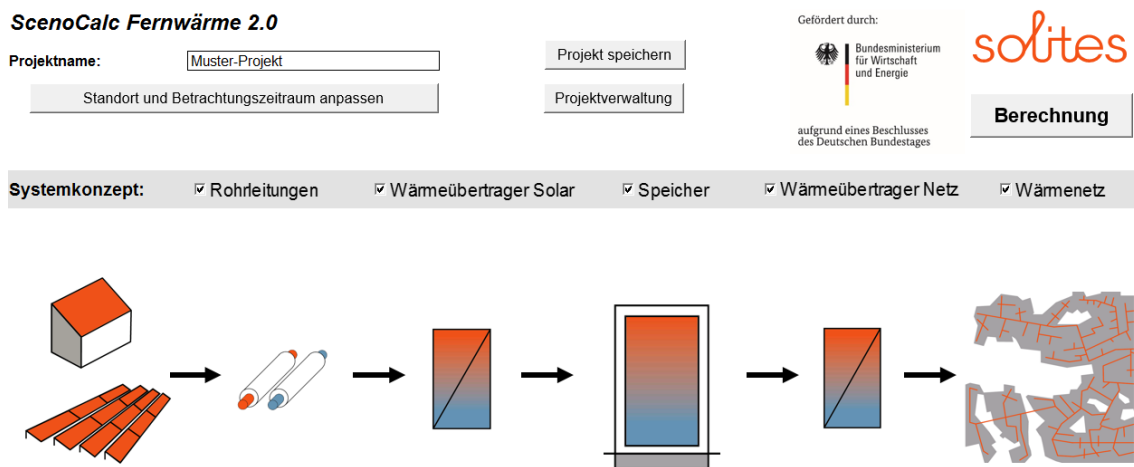 ScenoCalc Fernwärme 2.0
Projektname:
Muster-Projekt
Projekt speichern
Standort und Betrachtungszeitraum anpassen
Projektverwaltung
Gefördert durch:
Bundesministerium
für Wirtschaft
und Energie
aufgrund eines Beschlusses
des Deutschen Bundestages
solites
Berechnung
Systemkonzept: Rohrleitungen Wärmeübertrager Solar Speicher Wärmeübertrager Netz Wärmenetz